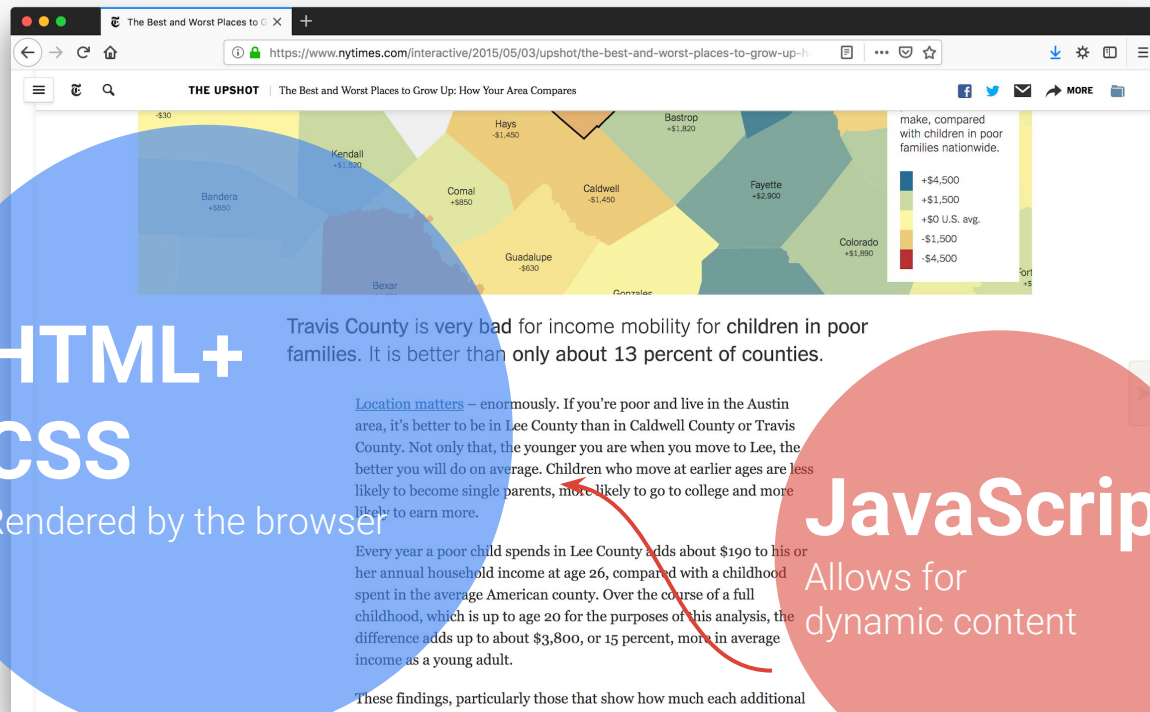 The Best and Worst Places to G
https://www.nytimes.com/interactive/2015/05/03/upshot/the-best-and-worst-places-to-grow-up-h
THE UPSHOT | The Best and Worst Places to Grow Up: How Your Area Compares
MORE
-$30
Hays
-$1,450
Bastrop
+$1,820
Kendall
+$1,520
Bandera
+$850
Comal
+$850
Caldwell
-$1,450
Fayette
+$2,900
Guadalupe
-$630
Colorado
+$1,890
Bexar
Gonzales
Fort
+$
make, compared
with children in poor
families nationwide.
+$4,500
+$1,500
+$0 U.S. avg.
-$1,500
-$4,500
Travis County is very bad for income mobility for children in poor
families. It is better than only about 13 percent of counties.
HTML+
CSS
Rendered by the browser
Location matters – enormously. If you're poor and live in the Austin
area, it's better to be in Lee County than in Caldwell County or Travis
County. Not only that, the younger you are when you move to Lee, the
better you will do on average. Children who move at earlier ages are less
likely to become single parents, more likely to go to college and more
likely to earn more.
Every year a poor child spends in Lee County adds about $190 to his or
her annual household income at age 26, compared with a childhood
spent in the average American county. Over the course of a full
childhood, which is up to age 20 for the purposes of this analysis, the
difference adds up to about $3,800, or 15 percent, more in average
income as a young adult.
These findings, particularly those that show how much each additional
JavaScrip
Allows for
dynamic content